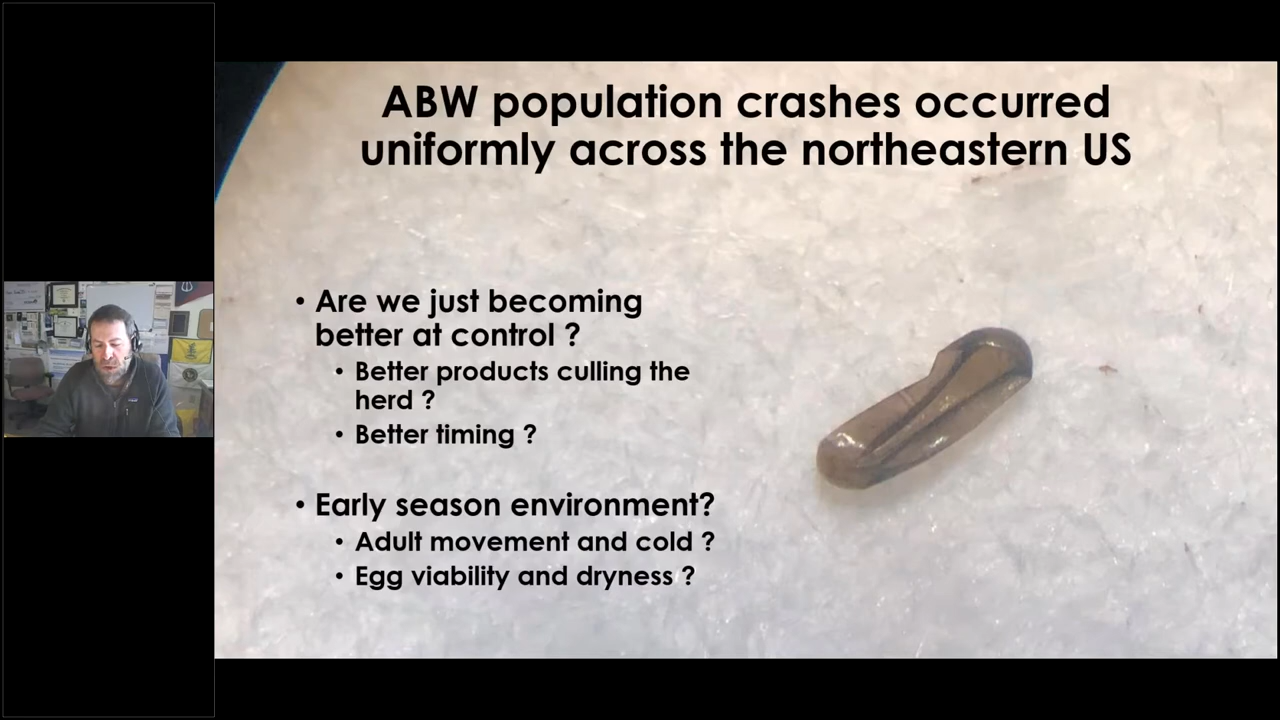 ABW population crashes occurred
uniformly across the northeastern US
• Are we just becoming
better at control ?
• Better products culling the
herd ?
• Better timing ?
• Early season environment?
• Adult movement and cold ?
• Egg viability and dryness ?